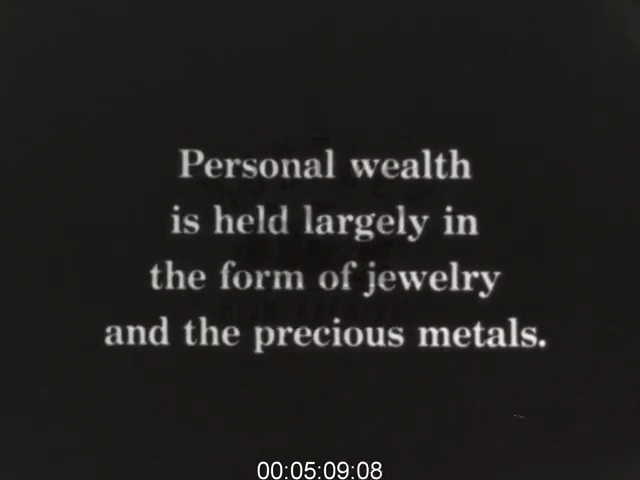 Personal wealth
is held largely in
the form of jewelry
and the precious metals.
00:05:09:08